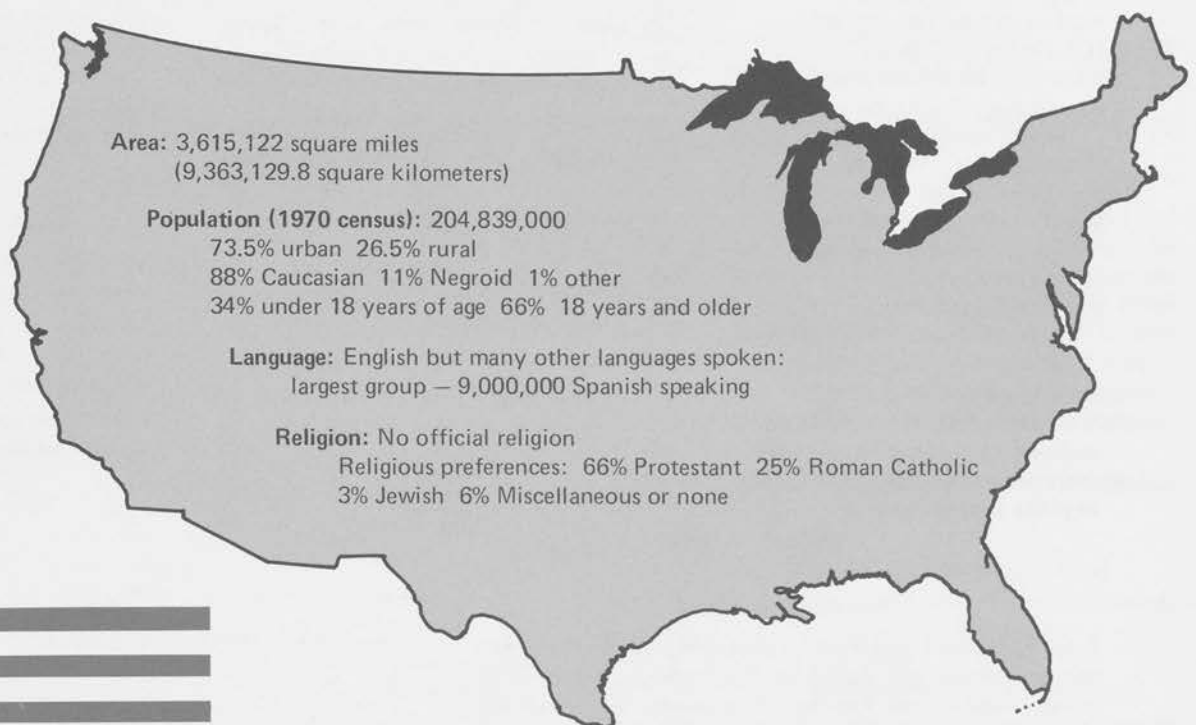 Area: 3,615,122 square miles
(9,363,129.8 square kilometers)
Population (1970 census): 204,839,000
73.5% urban 26.5% rural
88% Caucasian 11% Negroid 1% other
34% under 18 years of age 66% 18 years and older
Language: English but many other languages spoken:
largest group — 9,000,000 Spanish speaking
Religion: No official religion
Religious preferences: 66% Protestant 25% Roman Catholic
3% Jewish 6% Miscellaneous or none